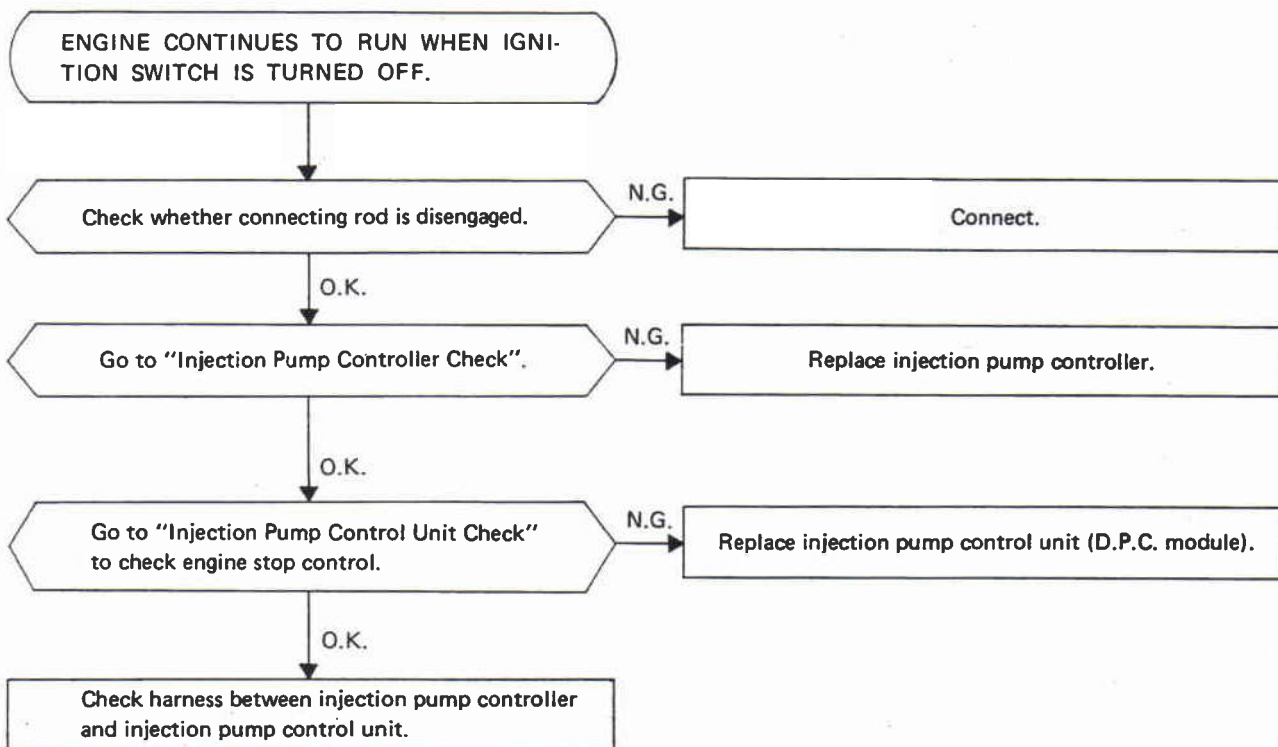 ENGINE CONTINUES TO RUN WHEN IGNI-
TION SWITCH IS TURNED OFF.
Check whether connecting rod is disengaged.
N.G.
Connect.
O.K.
Go to “Injection Pump Controller Check”.
N.G.
Replace injection pump controller.
O.K.
Go to “Injection Pump Control Unit Check”
to check engine stop control.
N.G.
Replace injection pump control unit (D.P.C. module).
O.K.
Check harness between injection pump controller
and injection pump control unit.